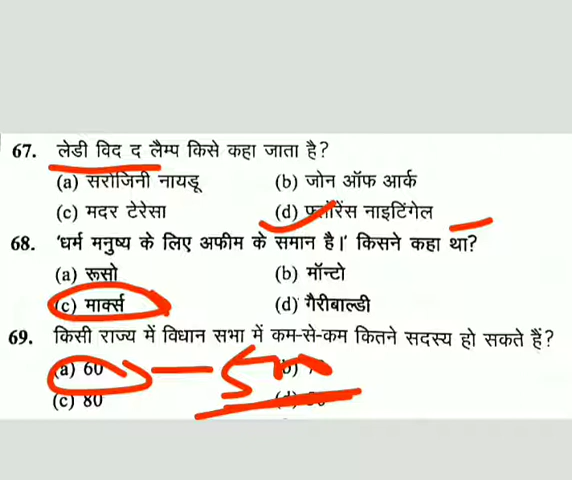 67. लेडी विद द लैम्प किसे कहा जाता है?
(a) सरोजिनी नायडू (b) जोन ऑफ आर्क
(c) मदर टेरेसा (d) फ्लोरेंस नाइटिंगेल
68. 'धर्म मनुष्य के लिए अफीम के समान है।' किसने कहा था?
(a) रूसो (b) मॉन्टो
(c) मार्क्स (d) गैरीबाल्डी
69. किसी राज्य में विधान सभा में कम-से-कम कितने सदस्य हो सकते हैं?
(a) 60 (b)
(c) 80 (d)